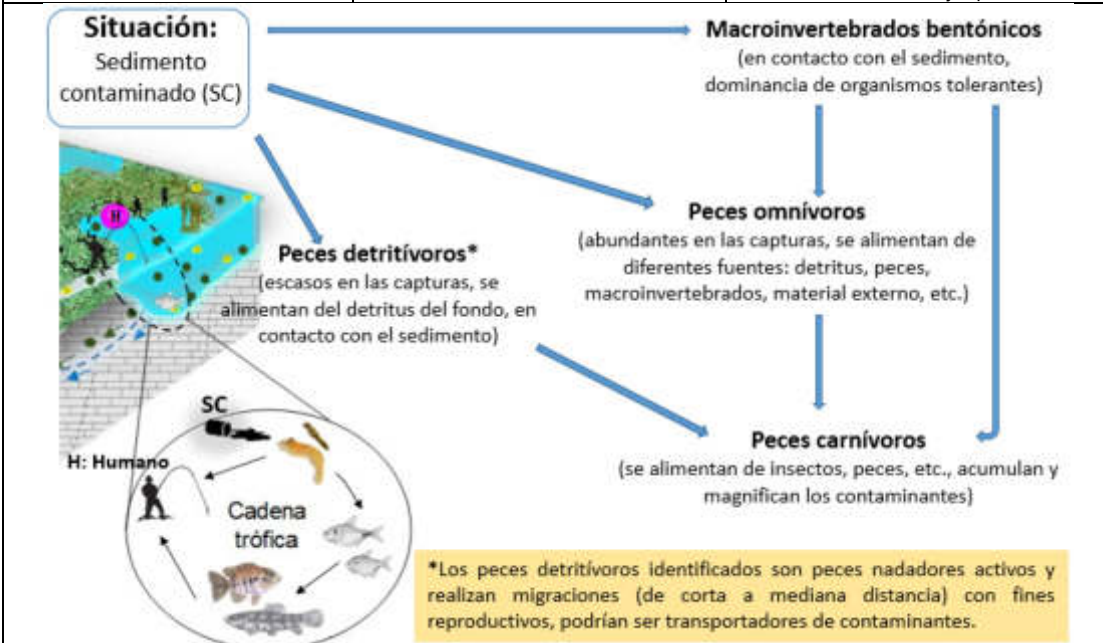 Situación:
Sedimento
contaminado (SC)
Macroinvertebrados bentónicos
(en contacto con el sedimento,
dominancia de organismos tolerantes)
H
Peces omnívoros
(abundantes en las capturas, se alimentan de
diferentes fuentes: detritus, peces,
macroinvertebrados, material externo, etc.)
Peces detritívoros*
(escasos en las capturas, se
alimentan del detritus del fondo, en
contacto con el sedimento)
Peces carnívoros
(se alimentan de insectos, peces, etc., acumulan y
magnifican los contaminantes)
SC
H: Humano
Cadena
trófica
*Los peces detritívoros identificados son peces nadadores activos y
realizan migraciones (de corta a mediana distancia) con fines
reproductivos, podrían ser transportadores de contaminantes.